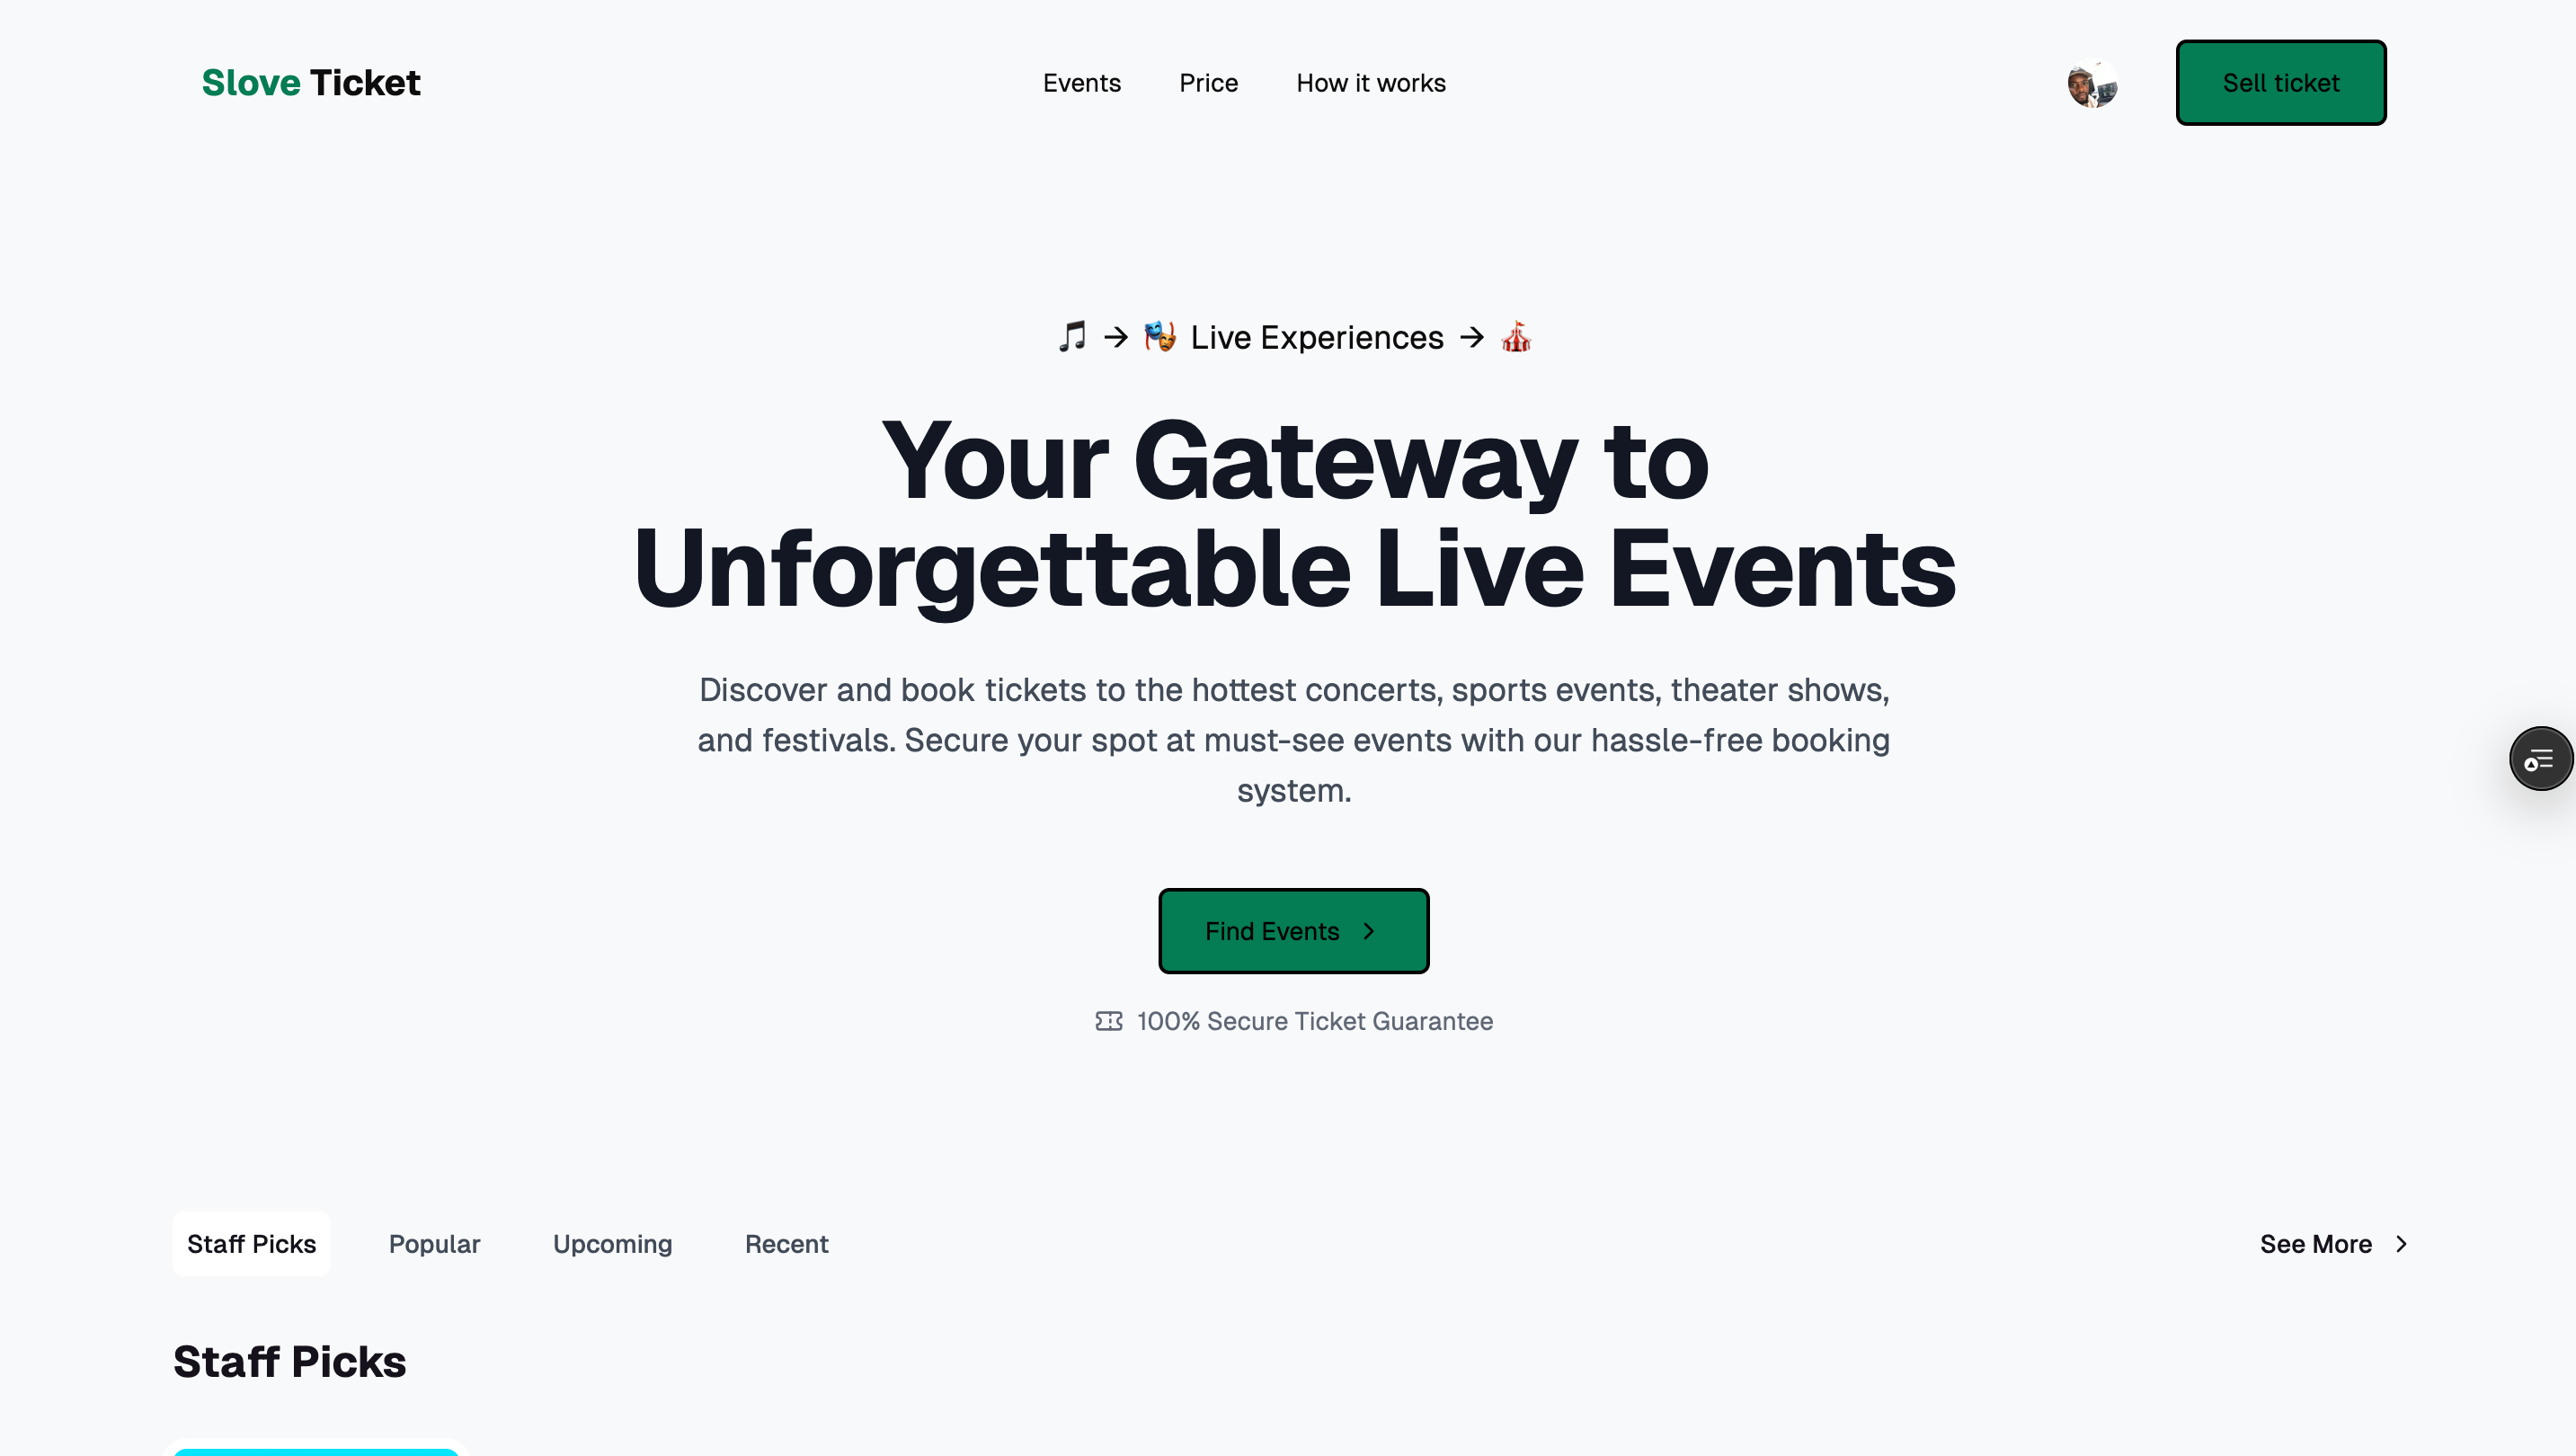 Slove Ticket
Events
Price
How it works
Sell ticket
🎵 → 🎭 Live Experiences → 🎪
Your Gateway to
Unforgettable Live Events
Discover and book tickets to the hottest concerts, sports events, theater shows,
and festivals. Secure your spot at must-see events with our hassle-free booking
system.
Find Events
100% Secure Ticket Guarantee
Staff Picks
Popular
Upcoming
Recent
See More
Staff Picks